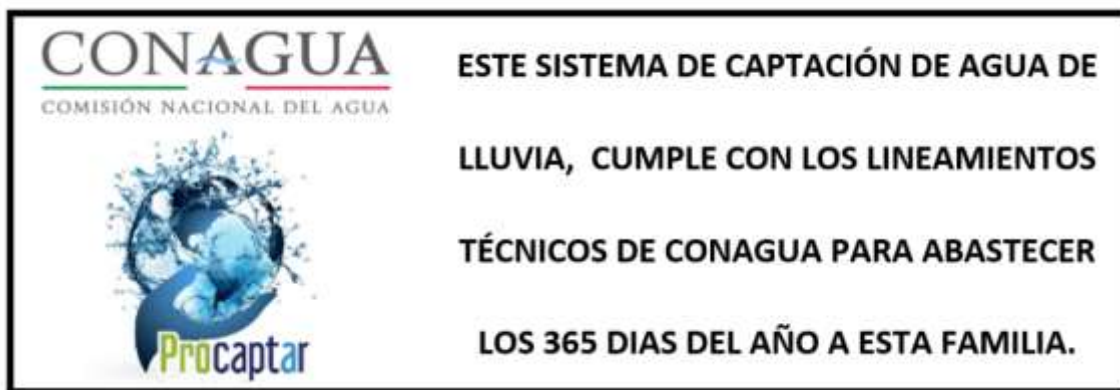 CONAGUA
COMISIÓN NACIONAL DEL AGUA
Procaptar
ESTE SISTEMA DE CAPTACIÓN DE AGUA DE
LLUVIA, CUMPLE CON LOS LINEAMIENTOS
TÉCNICOS DE CONAGUA PARA ABASTECER
LOS 365 DIAS DEL AÑO A ESTA FAMILIA.